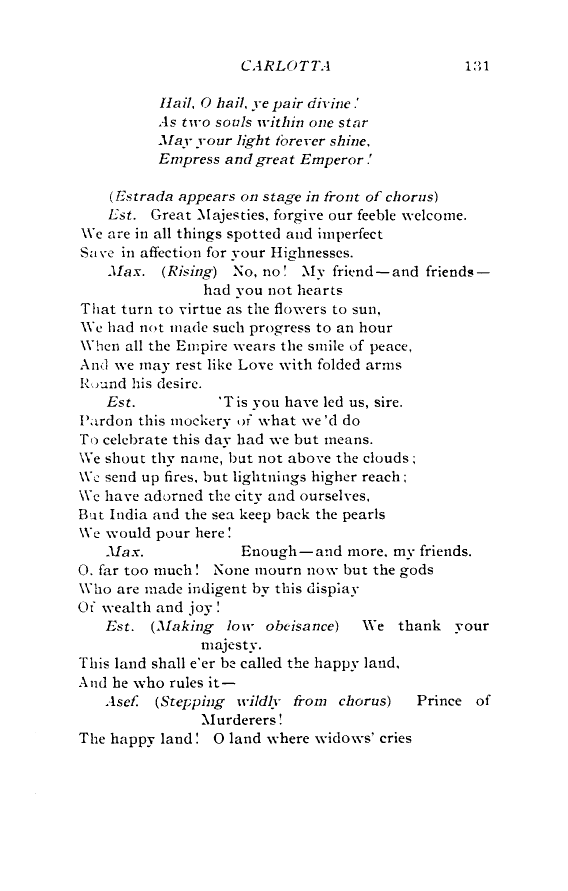 CARLOTTA 131
Hail, O hail, ye pair divine!
As two souls within one star
May your light forever shine,
Empress and great Emperor!
(Estrada appears on stage in front of chorus)
Est. Great Majesties, forgive our feeble welcome.
We are in all things spotted and imperfect
Save in affection for your Highnesses.
Max. (Rising) No, no! My friend—and friends—
had you not hearts
That turn to virtue as the flowers to sun,
We had not made such progress to an hour
When all the Empire wears the smile of peace,
And we may rest like Love with folded arms
Round his desire.
Est. 'Tis you have led us, sire.
Pardon this mockery of what we'd do
To celebrate this day had we but means.
We shout thy name, but not above the clouds;
We send up fires, but lightnings higher reach;
We have adorned the city and ourselves,
But India and the sea keep back the pearls
We would pour here!
Max. Enough—and more, my friends.
O, far too much! None mourn now but the gods
Who are made indigent by this display
Of wealth and joy!
Est. (Making low obeisance) We thank your
majesty.
This land shall e'er be called the happy land,
And he who rules it—
Asef. (Stepping wildly from chorus) Prince of
Murderers!
The happy land! O land where widows' cries